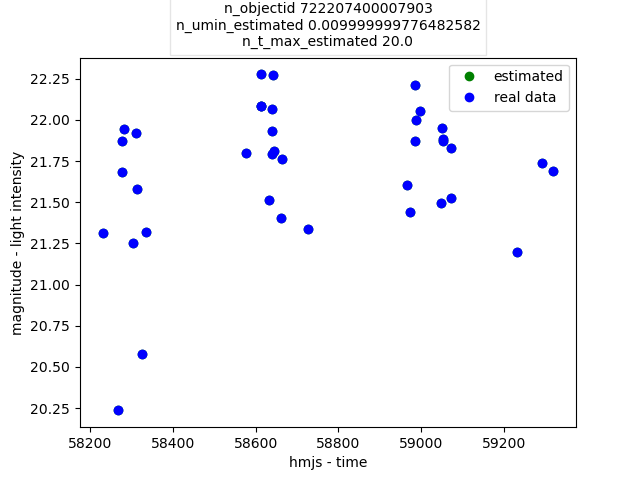 n_objectid 722207400007903
n_umin_estimated 0.009999999776482582
n_t_max_estimated 20.0
estimated
real data
22.25
22.00
21.75
21.50
21.25
21.00
20.75
20.50
20.25
magnitude - light intensity
58200 58400 58600 58800 59000 59200
hmjs - time